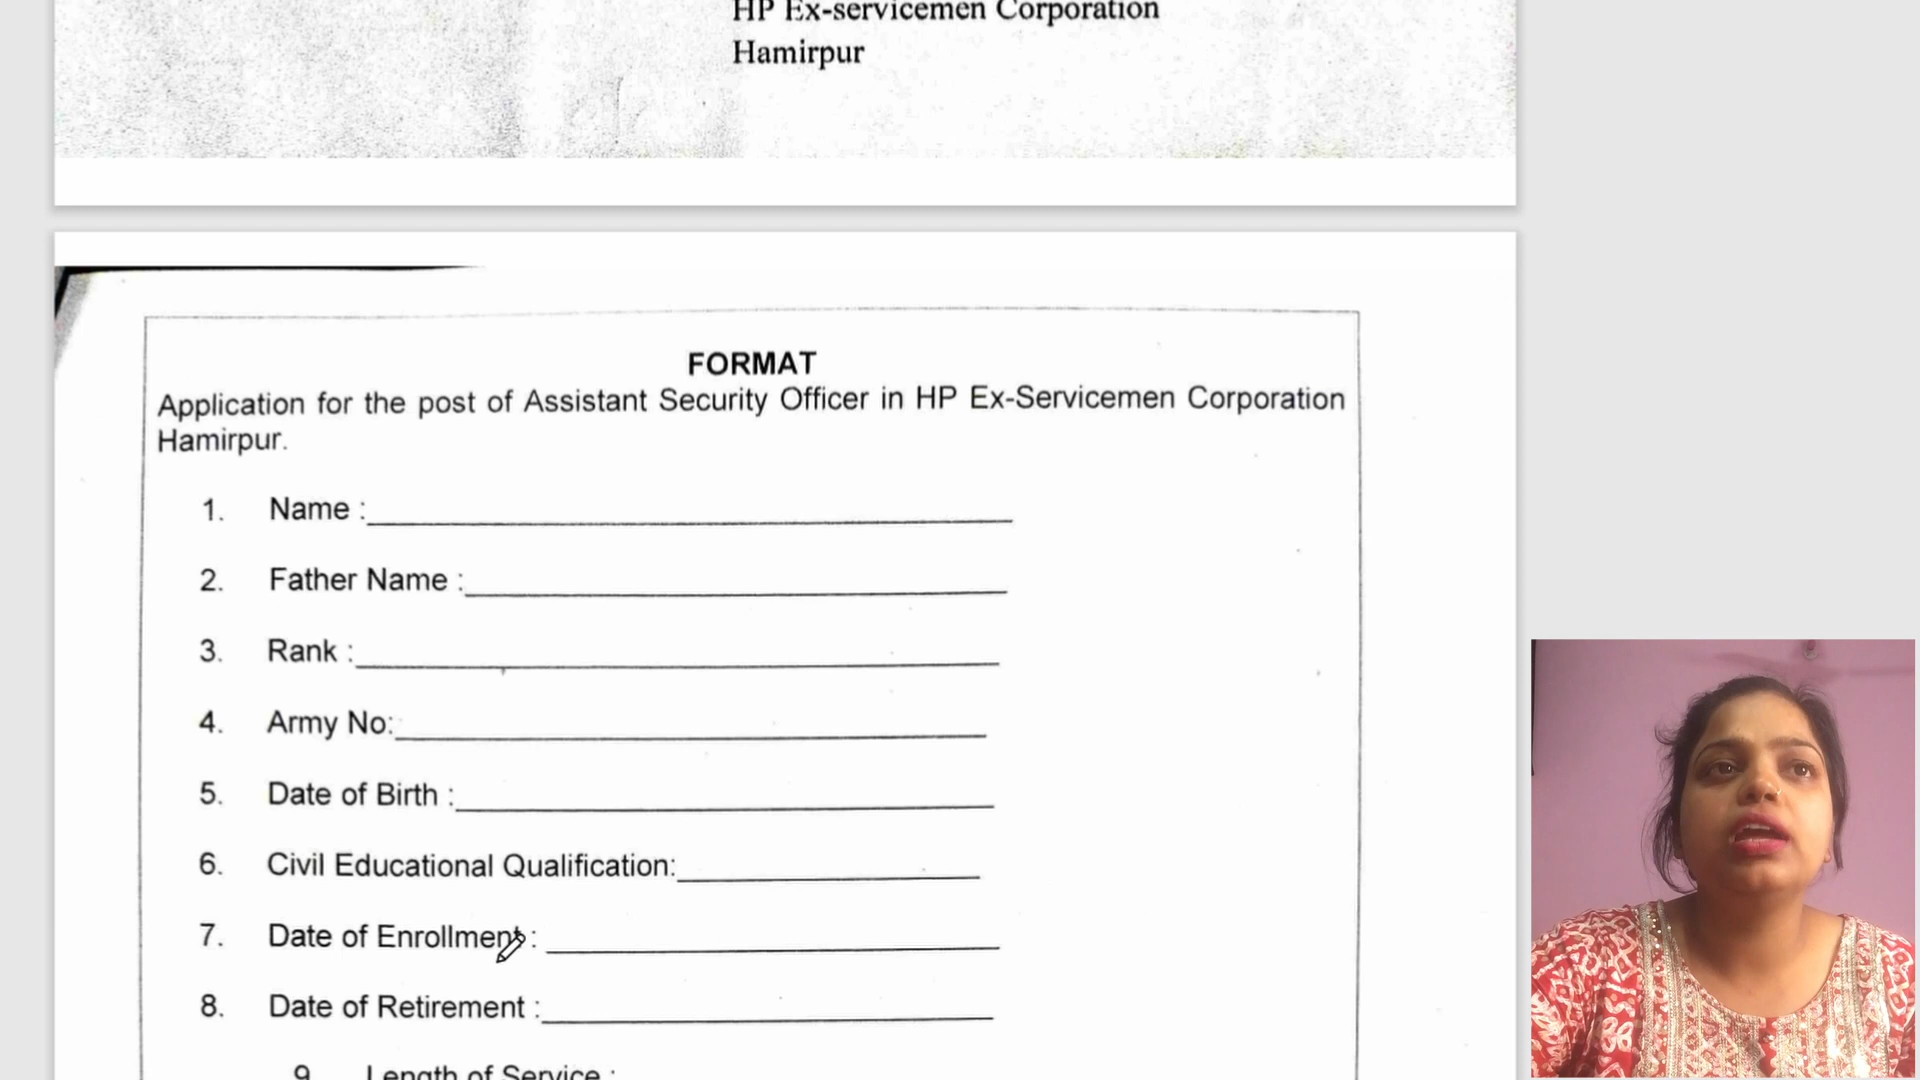 HP Ex-servicemen Corporation
Hamirpur
FORMAT
Application for the post of Assistant Security Officer in HP Ex-Servicemen Corporation
Hamirpur.
1. Name :
2. Father Name :
3. Rank :
4. Army No:
5. Date of Birth :
6. Civil Educational Qualification:
7. Date of Enrollment :
8. Date of Retirement :
9. Length of Service :